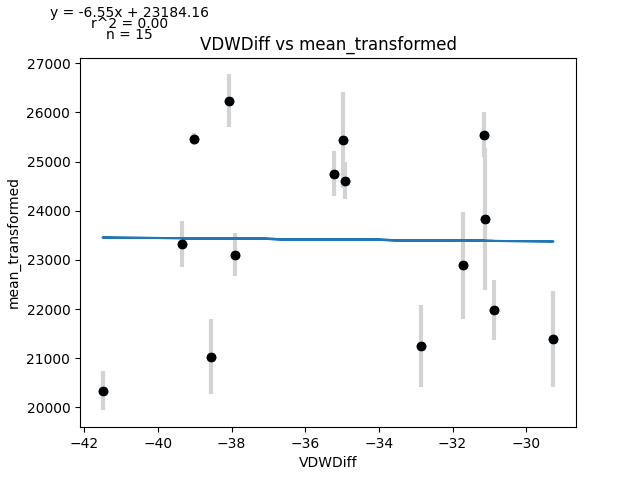 y = -6.55x + 23184.16
r^2 = 0.00
n = 15
VDWDiff vs mean_transformed
27000
26000
25000
24000
23000
22000
21000
20000
mean_transformed
−42
−40
−38
−36
−34
−32
−30
VDWDiff